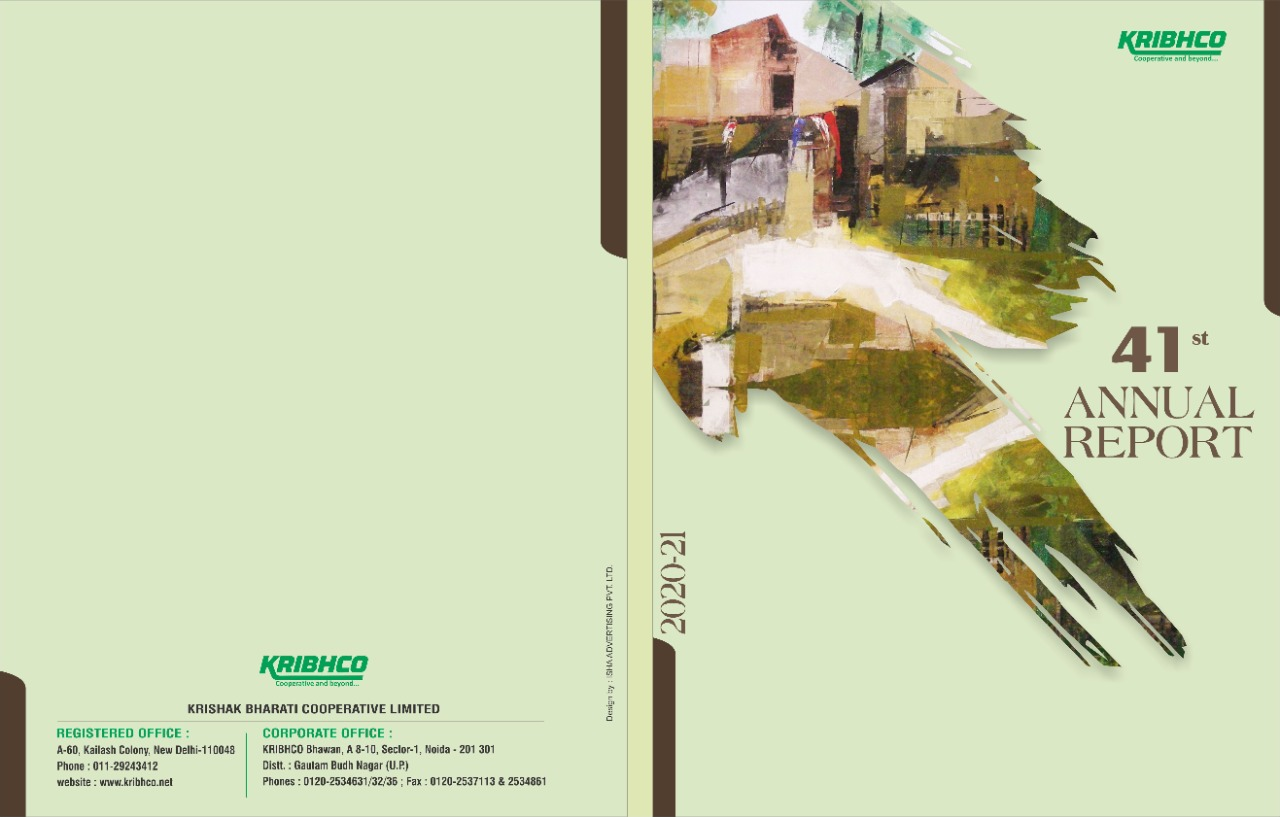 KRIBHCO
Cooperative and beyond...
KRISHAK BHARATI COOPERATIVE LIMITED
REGISTERED OFFICE :
A-60, Kailash Colony, New Delhi-110048
Phone : 011-29243412
website : www.kribhco.net
CORPORATE OFFICE :
KRIBHCO Bhawan, A 8-10, Sector-1, Noida - 201 301
Distt. : Gautam Budh Nagar (U.P.)
Phones : 0120-2534631/32/36 ; Fax : 0120-2537113 & 2534861
Design by : ISHA ADVERTISING PVT. LTD.
KRIBHCO
Cooperative and beyond...
41st
ANNUAL
REPORT
2020-21